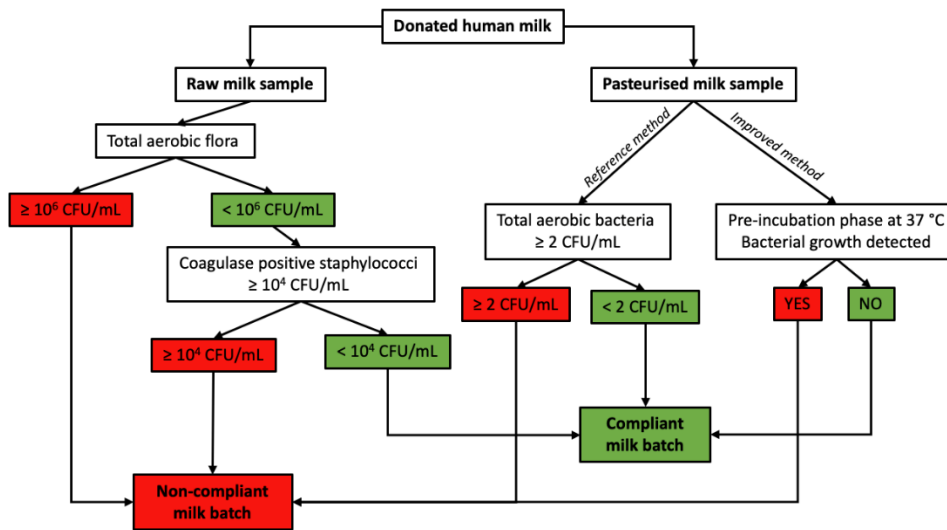 Donated human milk
Raw milk sample
Pasteurised milk sample
Total aerobic flora
Reference method
Improved method
≥ 10⁶ CFU/mL
< 10⁶ CFU/mL
Total aerobic bacteria
≥ 2 CFU/mL
Pre-incubation phase at 37 °C
Bacterial growth detected
Coagulase positive staphylococci
≥ 10⁴ CFU/mL
≥ 2 CFU/mL
< 2 CFU/mL
YES
NO
≥ 10⁴ CFU/mL
< 10⁴ CFU/mL
Compliant
milk batch
Non-compliant
milk batch